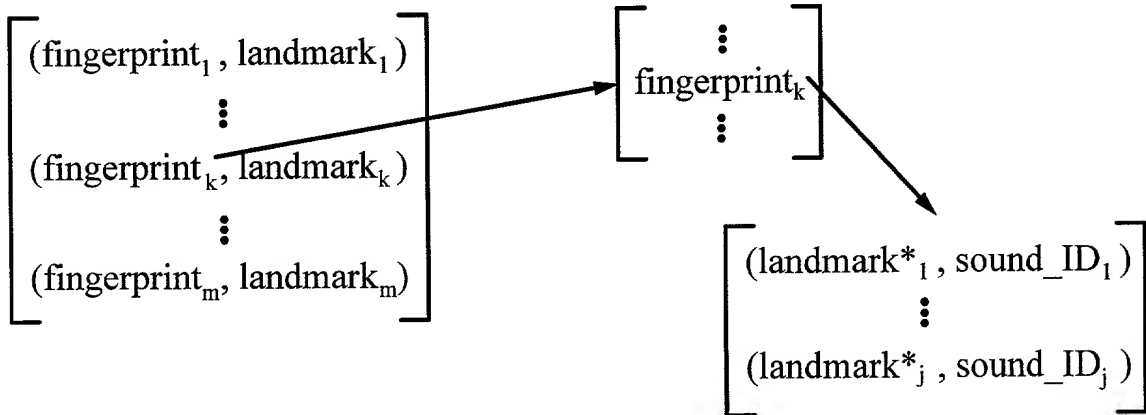 (fingerprint₁ , landmark₁)
⋮
(fingerprintₖ, landmarkₖ)
⋮
(fingerprintₘ, landmarkₘ)
⋮
fingerprintₖ
⋮
(landmark*₁ , sound_ID₁)
⋮
(landmark*ⱼ , sound_IDⱼ)